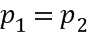 p₁ = p₂